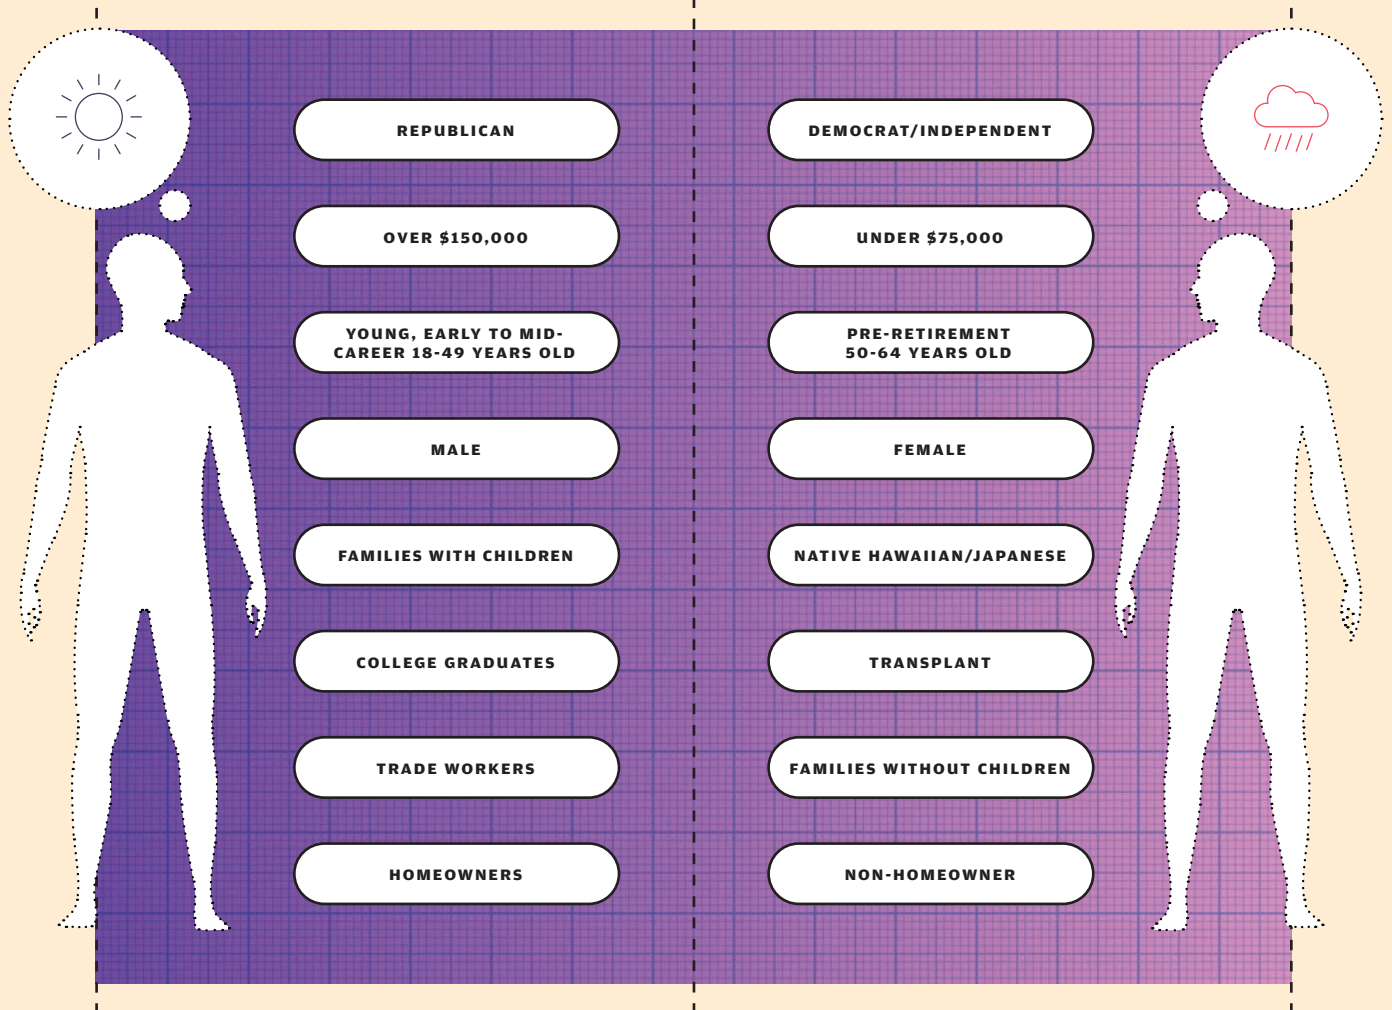 REPUBLICAN
DEMOCRAT/INDEPENDENT
OVER $150,000
UNDER $75,000
YOUNG, EARLY TO MID-
CAREER 18-49 YEARS OLD
PRE-RETIREMENT
50-64 YEARS OLD
MALE
FEMALE
FAMILIES WITH CHILDREN
NATIVE HAWAIIAN/JAPANESE
COLLEGE GRADUATES
TRANSPLANT
TRADE WORKERS
FAMILIES WITHOUT CHILDREN
HOMEOWNERS
NON-HOMEOWNER